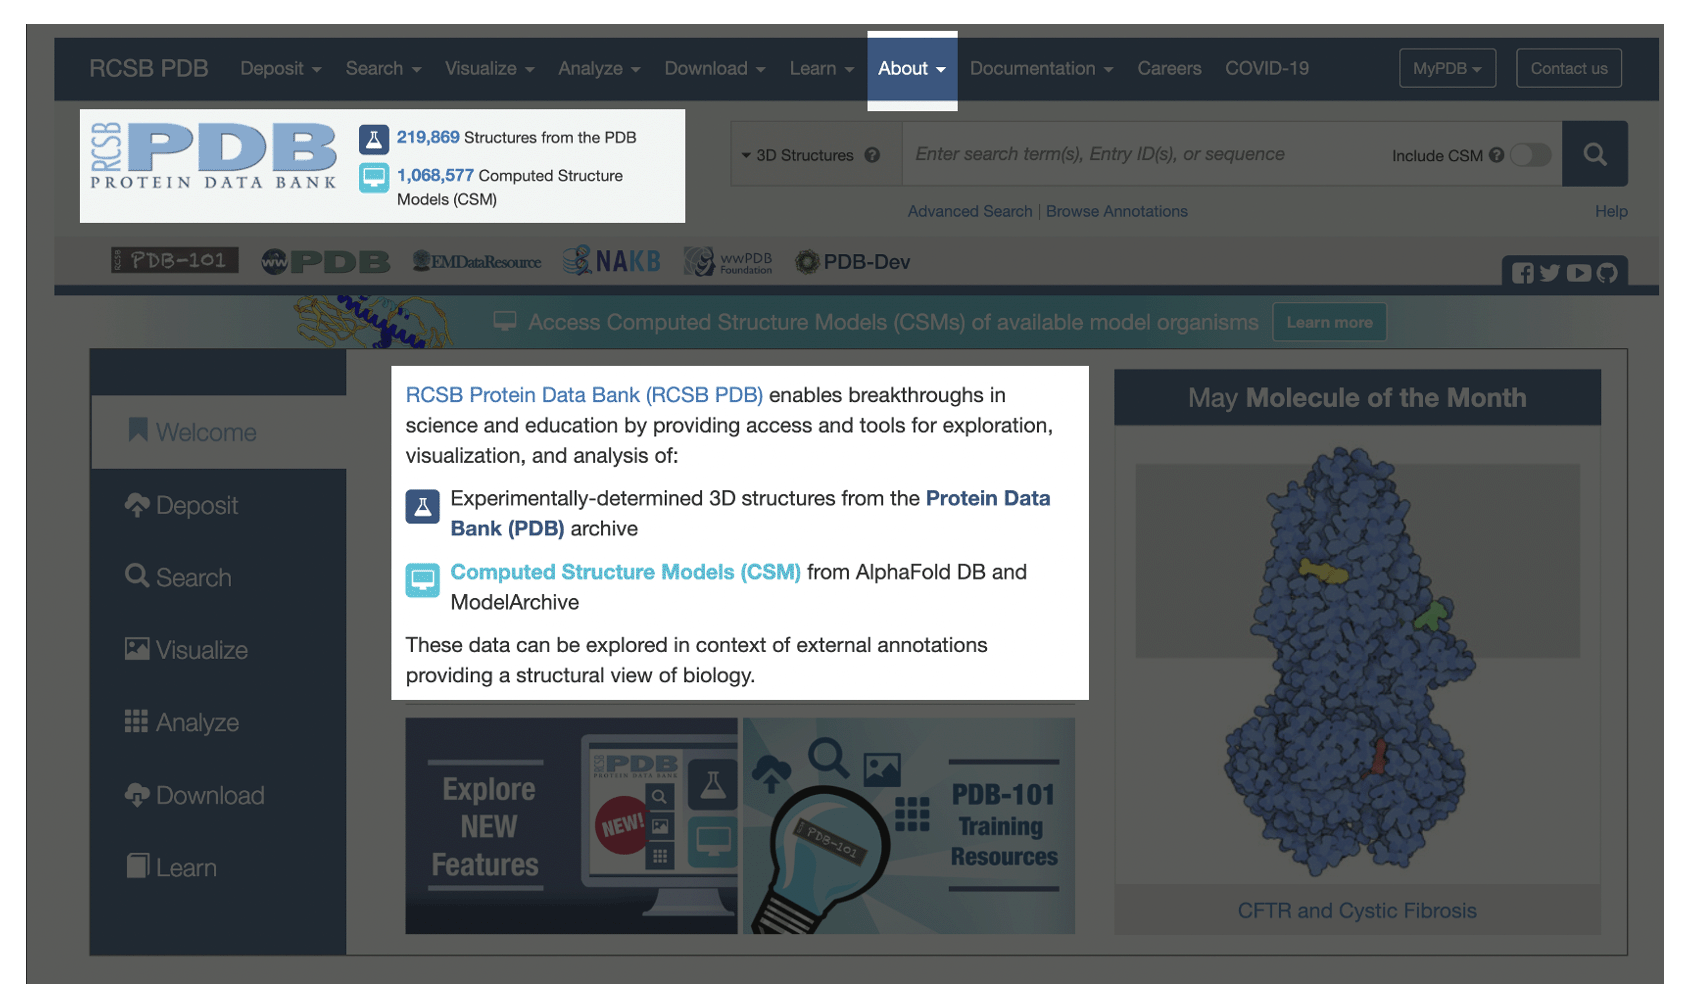 RCSB PDB Deposit Search Visualize Analyze Download Learn About Documentation Careers COVID-19 MyPDB Contact us
RCSB PDB
PROTEIN DATA BANK
219,869 Structures from the PDB
1,068,577 Computed Structure
Models (CSM)
3D Structures ? Enter search term(s), Entry ID(s), or sequence Include CSM ?
Advanced Search | Browse Annotations Help
RCSB PDB-101 wwPDB EMDataResource NAKB wwPDB Foundation PDB-Dev
Access Computed Structure Models (CSMs) of available model organisms Learn more
Welcome
Deposit
Search
Visualize
Analyze
Download
Learn
RCSB Protein Data Bank (RCSB PDB) enables breakthroughs in
science and education by providing access and tools for exploration,
visualization, and analysis of:
Experimentally-determined 3D structures from the Protein Data
Bank (PDB) archive
Computed Structure Models (CSM) from AlphaFold DB and
ModelArchive
These data can be explored in context of external annotations
providing a structural view of biology.
Explore
NEW
Features
RCSB PDB
PROTEIN DATA BANK
NEW!
PDB-101
PDB-101
Training
Resources
May Molecule of the Month
CFTR and Cystic Fibrosis